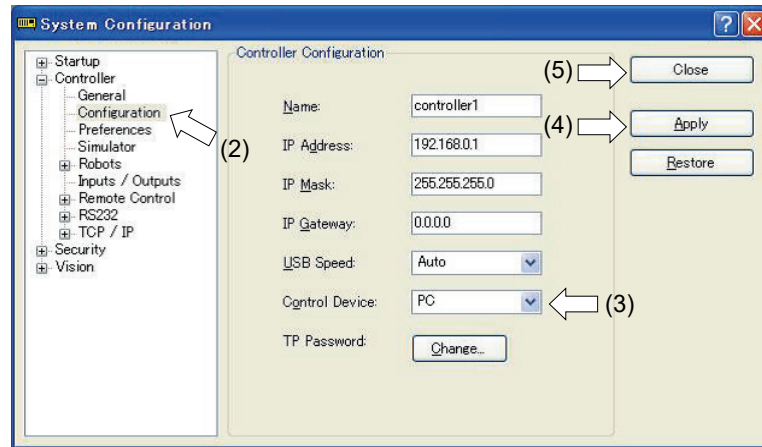 System Configuration
Startup
Controller
General
Configuration
Preferences
Simulator
Robots
Inputs / Outputs
Remote Control
RS232
TCP / IP
Security
Vision
(2)
Controller Configuration
Name: controller1
IP Address: 192.168.0.1
IP Mask: 255.255.255.0
IP Gateway: 0.0.0.0
USB Speed: Auto
Control Device: PC
(3)
TP Password: Change...
(5)
Close
(4)
Apply
Restore